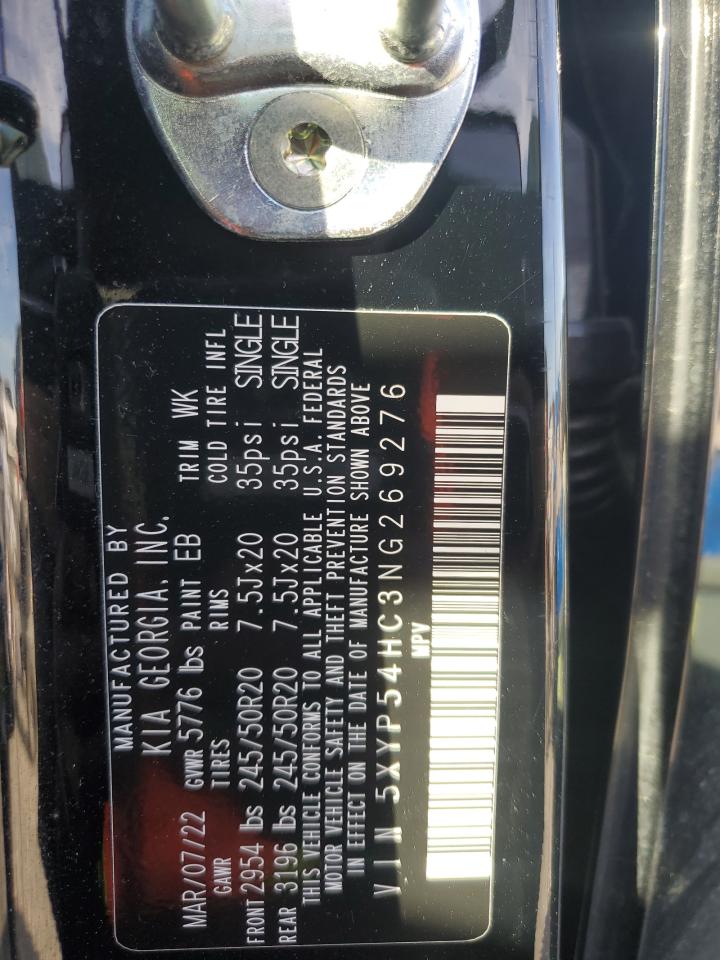 MANUFACTURED BY
KIA GEORGIA, INC.
MAR/07/22 GVWR 5776 lbs PAINT EB TRIM WK
GAWR TIRES RIMS COLD TIRE INFL
FRONT 2954 lbs 245/50R20 7.5Jx20 35psi SINGLE
REAR 3196 lbs 245/50R20 7.5Jx20 35psi SINGLE
THIS VEHICLE CONFORMS TO ALL APPLICABLE U.S.A. FEDERAL
MOTOR VEHICLE SAFETY AND THEFT PREVENTION STANDARDS
IN EFFECT ON THE DATE OF MANUFACTURE SHOWN ABOVE
VIN 5XYP54HC3NG269276
MPV